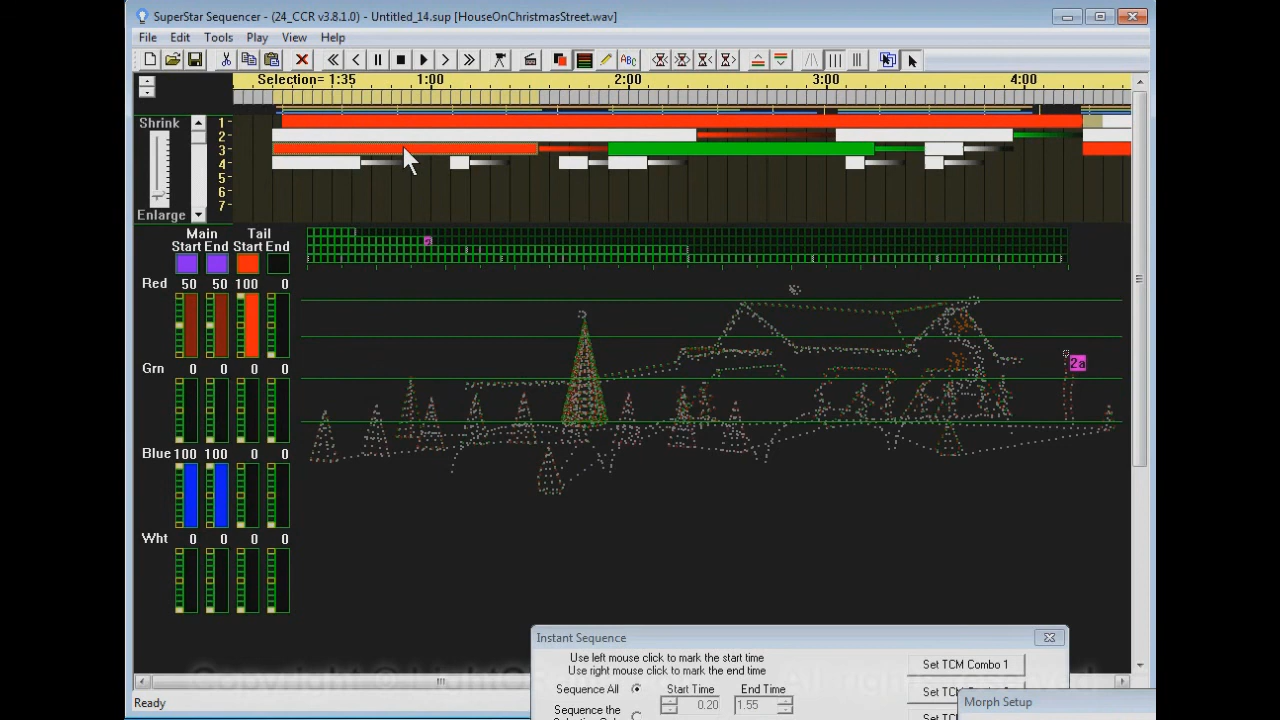 SuperStar Sequencer - (24_CCR v3.8.1.0) - Untitled_14.sup [HouseOnChristmasStreet.wav]
File Edit Tools Play View Help
ABC
Selection= 1:35 1:00 2:00 3:00 4:00
Shrink
Enlarge
1
2
3
4
5
6
7
Main Tail
Start End Start End
Red 50 50 100 0
Grn 0 0 0 0
Blue 100 100 0 0
Wht 0 0 0 0
a
2a
Instant Sequence
Use left mouse click to mark the start time
Use right mouse click to mark the end time
Set TCM Combo 1
Sequence All Start Time End Time
0.20 1.55
Sequence the
Morph Setup
Ready